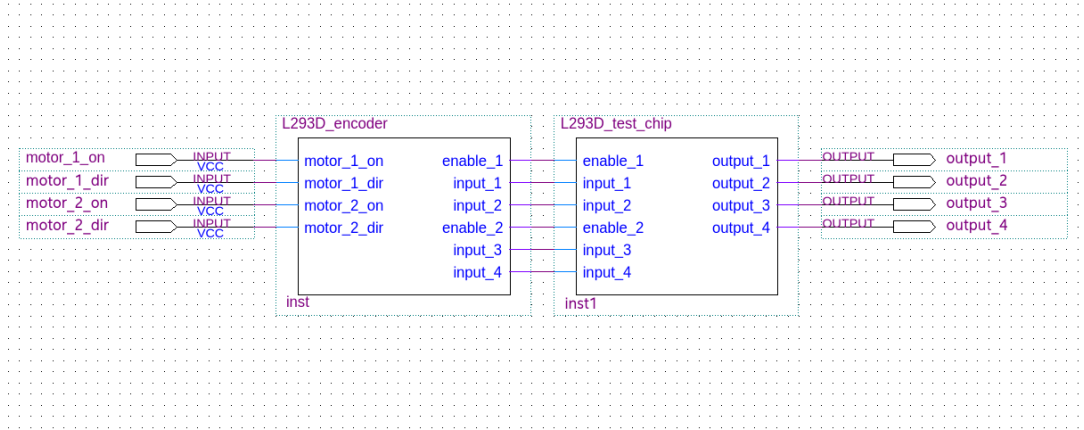 L293D_encoder L293D_test_chip
motor_1_on INPUT VCC motor_1_on enable_1 enable_1 output_1 OUTPUT output_1
motor_1_dir INPUT VCC motor_1_dir input_1 input_1 output_2 OUTPUT output_2
motor_2_on INPUT VCC motor_2_on input_2 input_2 output_3 OUTPUT output_3
motor_2_dir INPUT VCC motor_2_dir enable_2 enable_2 output_4 OUTPUT output_4
input_3 input_3
input_4 input_4
inst inst1